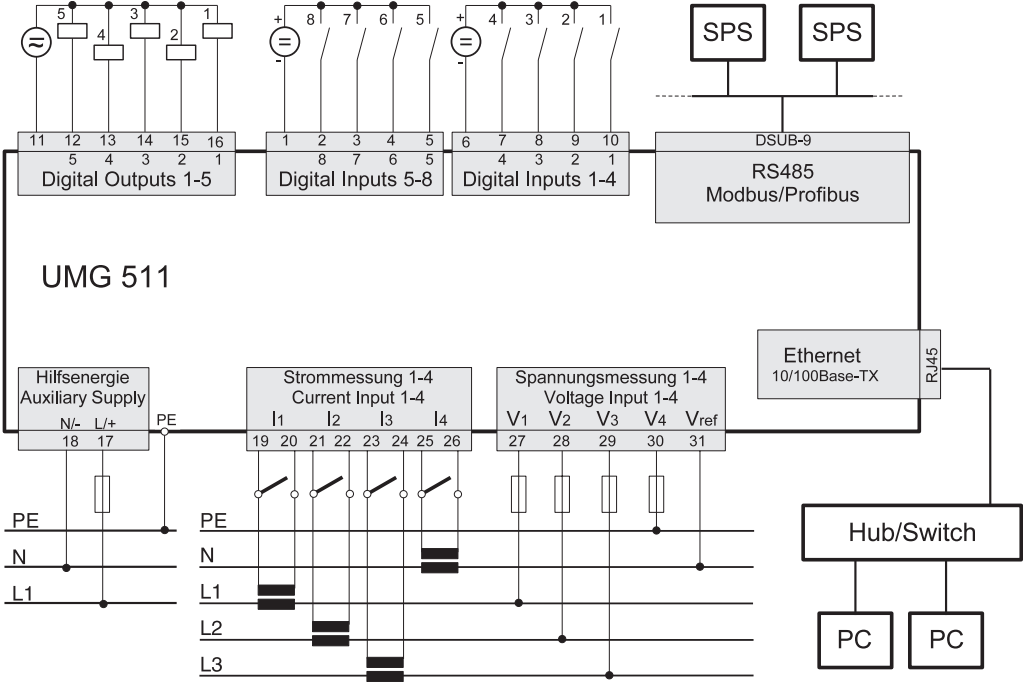 5 3 1
4 2
+ 8 7 6 5
-
+ 4 3 2 1
-
SPS SPS
11 12 13 14 15 16
5 4 3 2 1
Digital Outputs 1-5
1 2 3 4 5
8 7 6 5
Digital Inputs 5-8
6 7 8 9 10
4 3 2 1
Digital Inputs 1-4
DSUB-9
RS485
Modbus/Profibus
UMG 511
Ethernet
10/100Base-TX
RJ45
Hilfsenergie
Auxiliary Supply
N/- L/+
18 17
PE
Strommessung 1-4
Current Input 1-4
I1 I2 I3 I4
19 20 21 22 23 24 25 26
Spannungsmessung 1-4
Voltage Input 1-4
V1 V2 V3 V4 Vref
27 28 29 30 31
PE
N
L1
PE
N
L1
L2
L3
Hub/Switch
PC PC